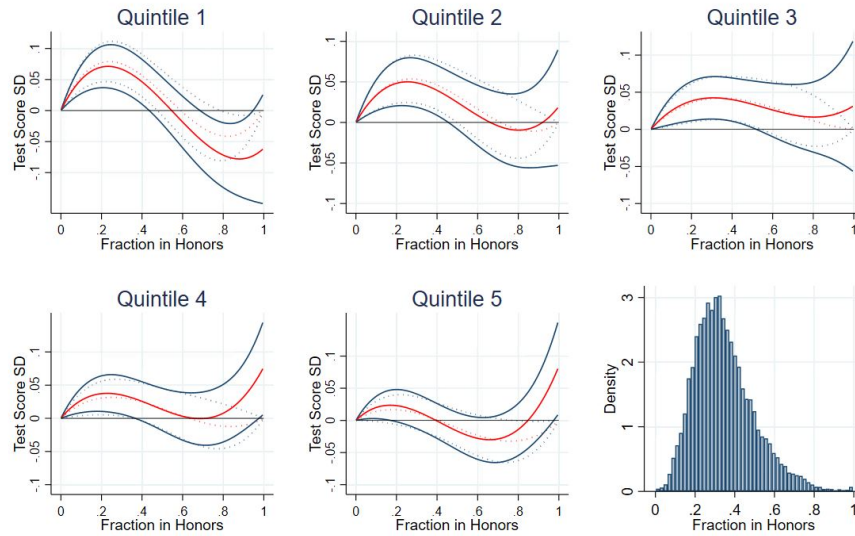 Quintile 1
Test Score SD
.1
.05
0
-.05
-.1
0 .2 .4 .6 .8 1
Fraction in Honors
Quintile 2
Test Score SD
.1
.05
0
-.05
-.1
0 .2 .4 .6 .8 1
Fraction in Honors
Quintile 3
Test Score SD
.1
.05
0
-.05
-.1
0 .2 .4 .6 .8 1
Fraction in Honors
Quintile 4
Test Score SD
.1
.05
0
-.05
-.1
0 .2 .4 .6 .8 1
Fraction in Honors
Quintile 5
Test Score SD
.1
.05
0
-.05
-.1
0 .2 .4 .6 .8 1
Fraction in Honors
Density
3
2
1
0
0 .2 .4 .6 .8 1
Fraction in Honors